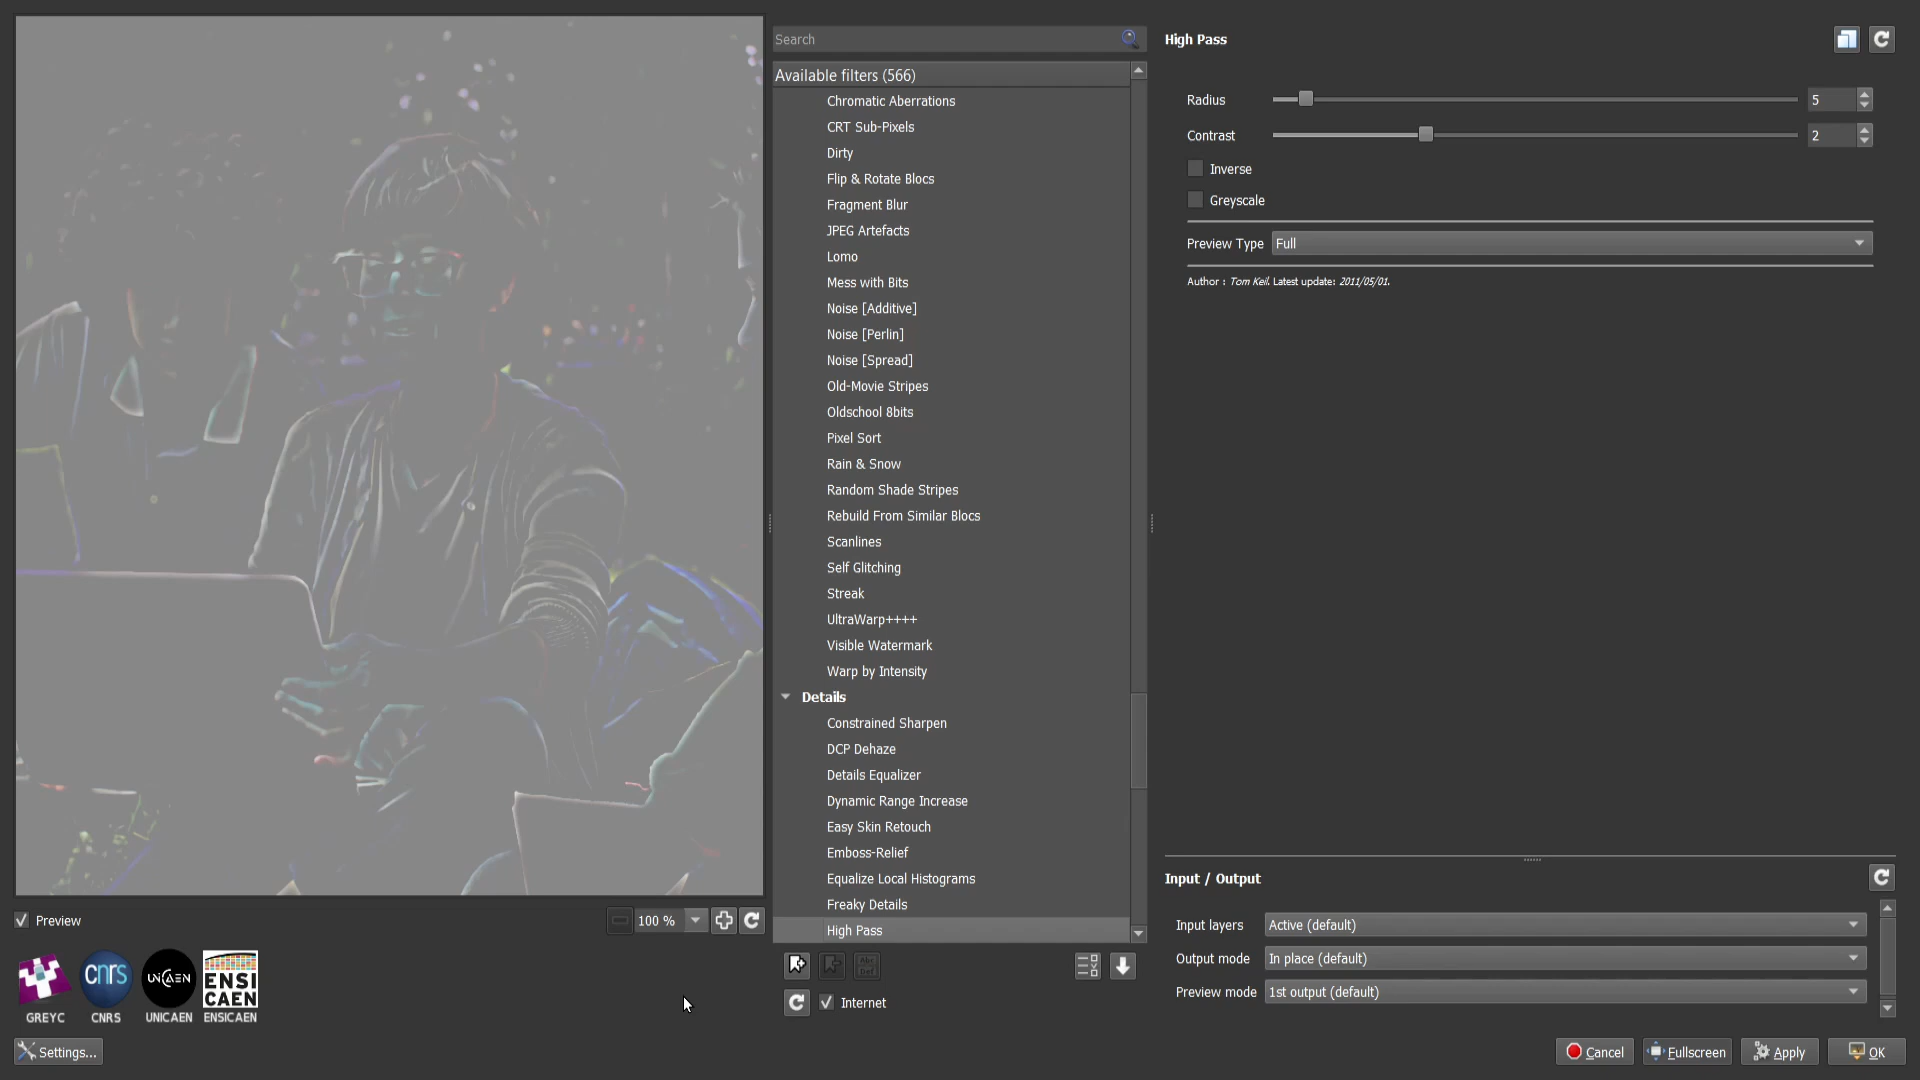 Search
Available filters (566)
Chromatic Aberrations
CRT Sub-Pixels
Dirty
Flip & Rotate Blocs
Fragment Blur
JPEG Artefacts
Lomo
Mess with Bits
Noise [Additive]
Noise [Perlin]
Noise [Spread]
Old-Movie Stripes
Oldschool 8bits
Pixel Sort
Rain & Snow
Random Shade Stripes
Rebuild From Similar Blocs
Scanlines
Self Glitching
Streak
UltraWarp++++
Visible Watermark
Warp by Intensity
Details
Constrained Sharpen
DCP Dehaze
Details Equalizer
Dynamic Range Increase
Easy Skin Retouch
Emboss-Relief
Equalize Local Histograms
Freaky Details
High Pass
High Pass
Radius 5
Contrast 2
Inverse
Greyscale
Preview Type Full
Author : Tom Keil. Latest update: 2011/05/01.
Input / Output
Input layers Active (default)
Output mode In place (default)
Preview mode 1st output (default)
Preview
100 %
cnrs
UNICAEN
ENSI
CAEN
GREYC CNRS UNICAEN ENSICAEN
Abc
Def
Internet
Settings...
Cancel
Fullscreen
Apply
OK